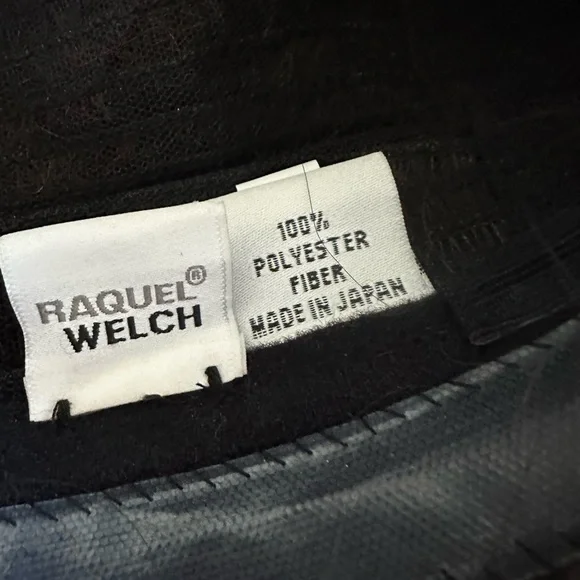 RAQUEL®
WELCH
100%
POLYESTER
FIBER
MADE IN JAPAN